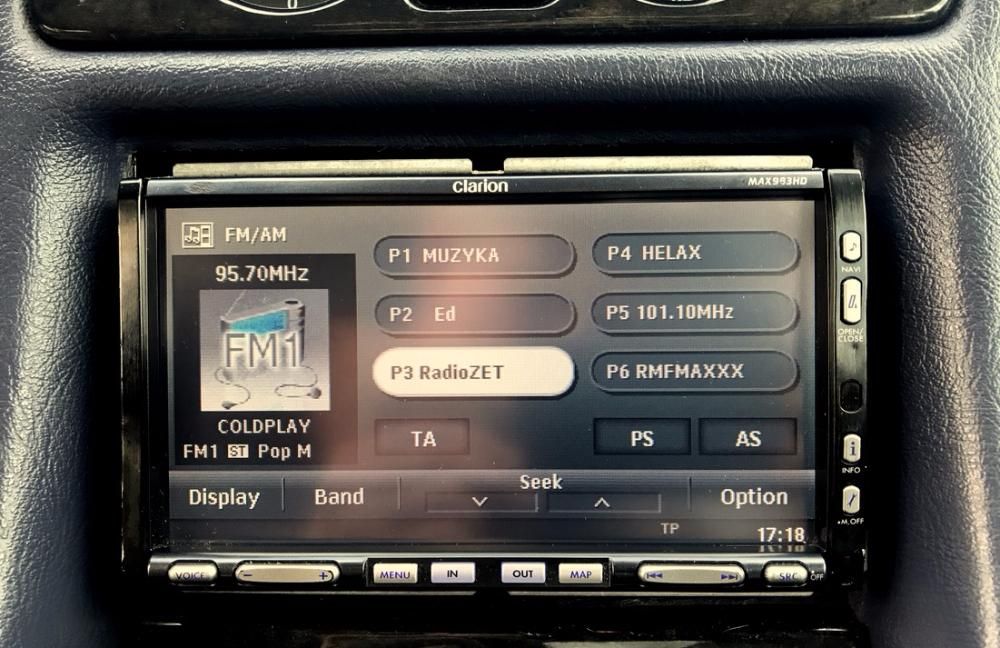 0
clarion
MAX993HD
FM/AM
95.70MHz
FM1
COLDPLAY
FM1 ST Pop M
P1 MUZYKA
P4 HELAX
P2 Ed
P5 101.10MHz
P3 RadioZET
P6 RMFMAXXX
TA
PS
AS
Display
Band
Seek
Option
TP
17:18
NAVI
OPEN/
CLOSE
INFO
VOICE
−
+
MENU
IN
OUT
MAP
SRC
OFF